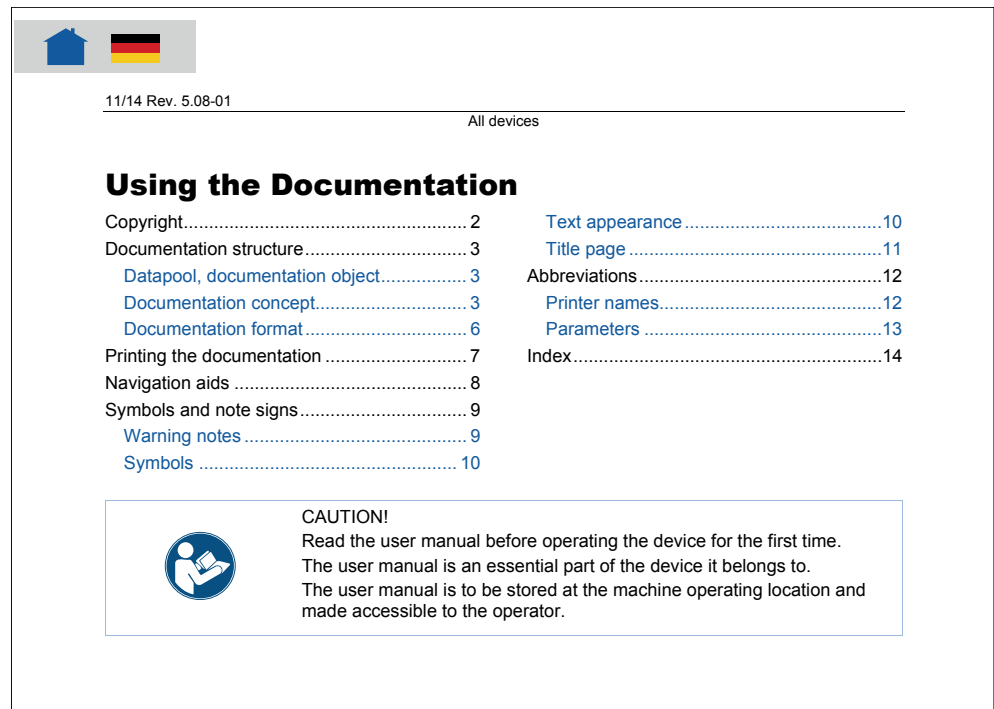 11/14 Rev. 5.08-01
All devices
Using the Documentation
Copyright....................................................... 2
Documentation structure................................ 3
Datapool, documentation object................. 3
Documentation concept.............................. 3
Documentation format ................................ 6
Printing the documentation ............................ 7
Navigation aids .............................................. 8
Symbols and note signs................................. 9
Warning notes ............................................ 9
Symbols ................................................... 10
Text appearance .......................................10
Title page ..................................................11
Abbreviations................................................12
Printer names............................................12
Parameters ...............................................13
Index.............................................................14
CAUTION!
Read the user manual before operating the device for the first time.
The user manual is an essential part of the device it belongs to.
The user manual is to be stored at the machine operating location and
made accessible to the operator.